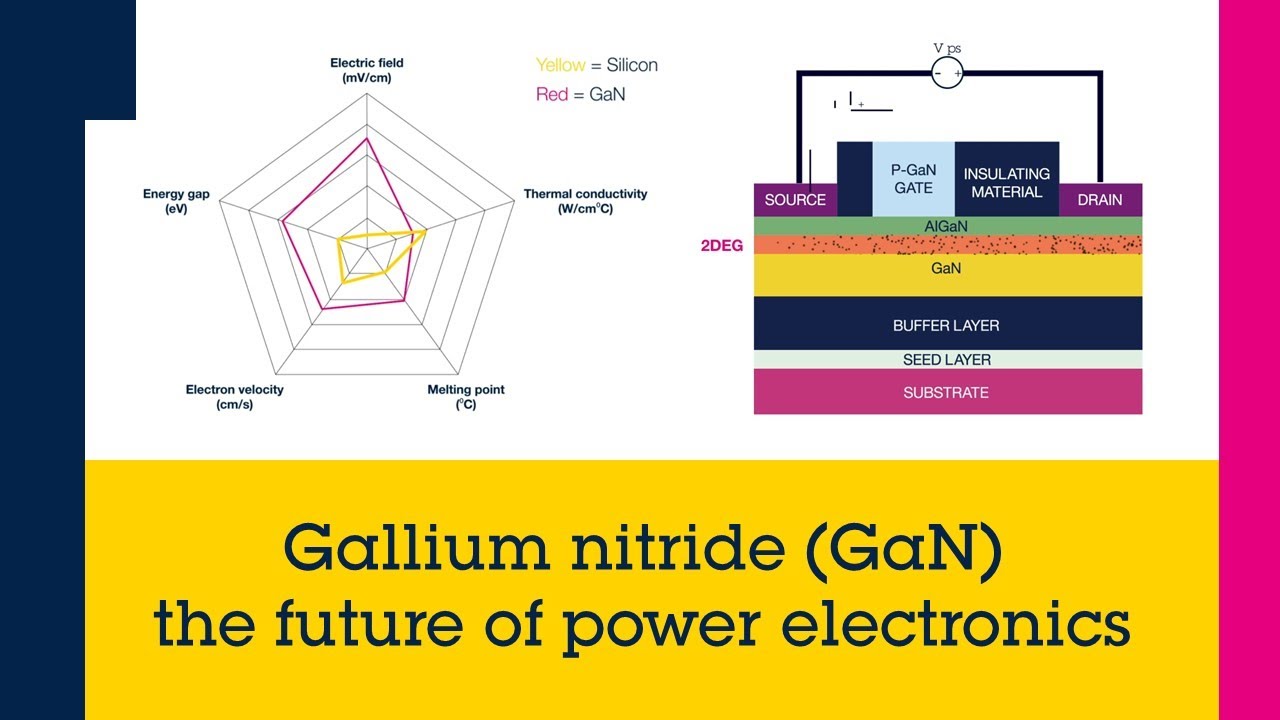 Electric field
(mV/cm)
Yellow = Silicon
Red = GaN
Energy gap
(eV)
Thermal conductivity
(W/cm⁰C)
Electron velocity
(cm/s)
Melting point
(⁰C)
V ps
- +
I +
P-GaN
GATE
INSULATING
MATERIAL
SOURCE
DRAIN
AlGaN
2DEG
GaN
BUFFER LAYER
SEED LAYER
SUBSTRATE
Gallium nitride (GaN)
the future of power electronics